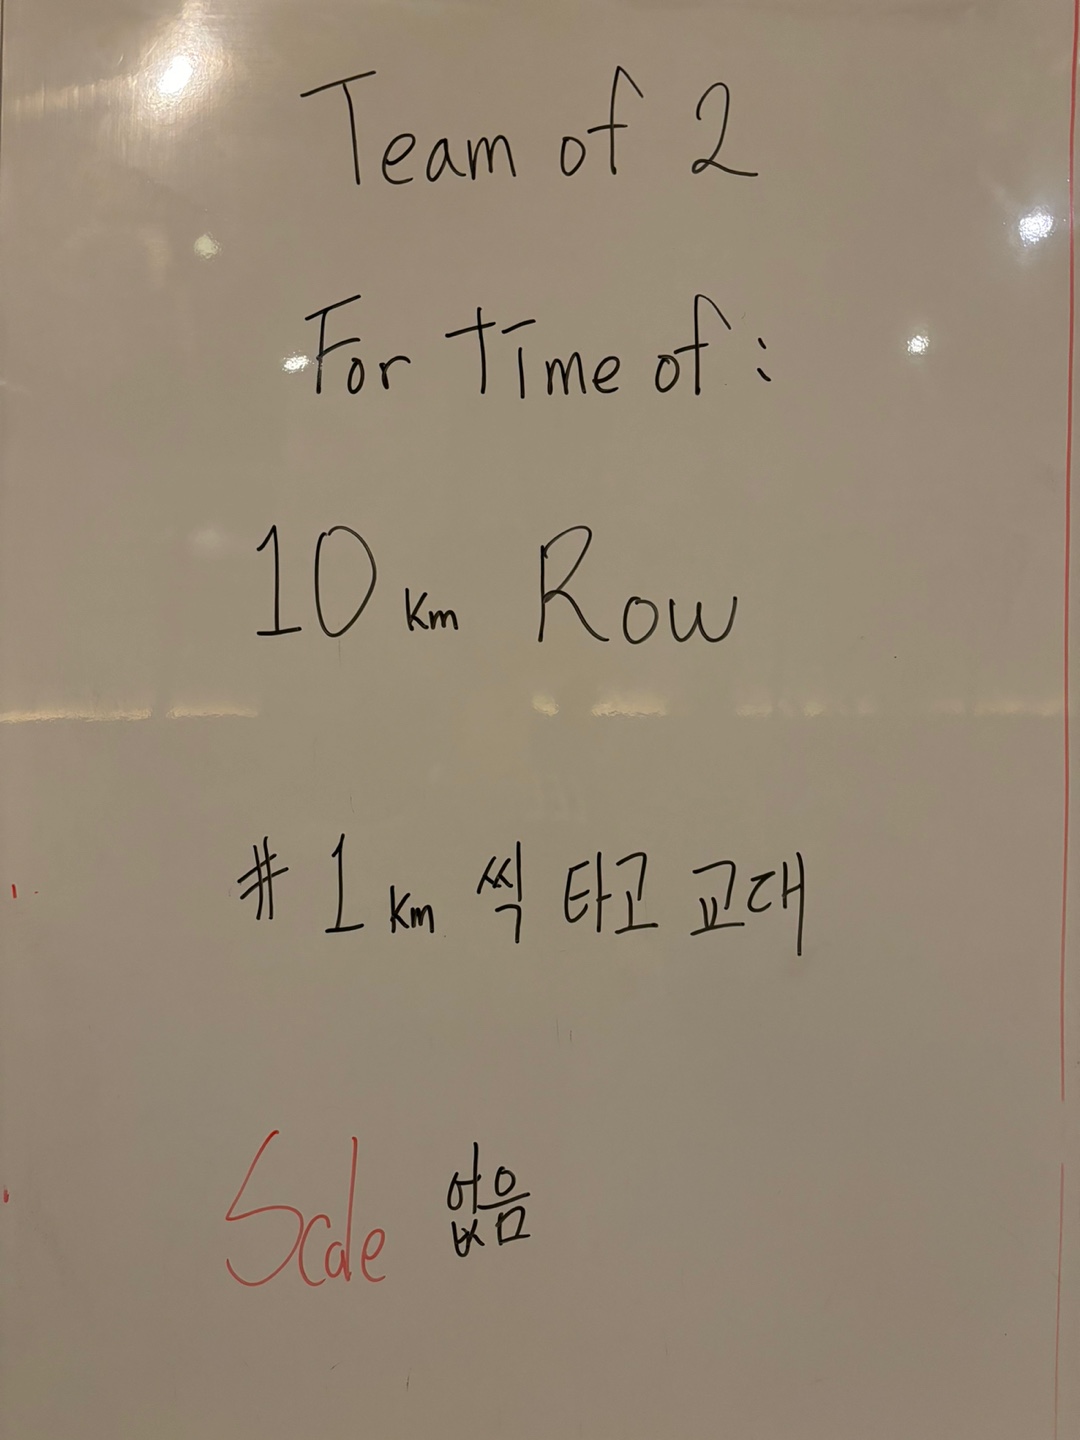 Team of 2
For Time of :
10 Km Row
# 1 Km 씩 타고 교대
Scale 없음